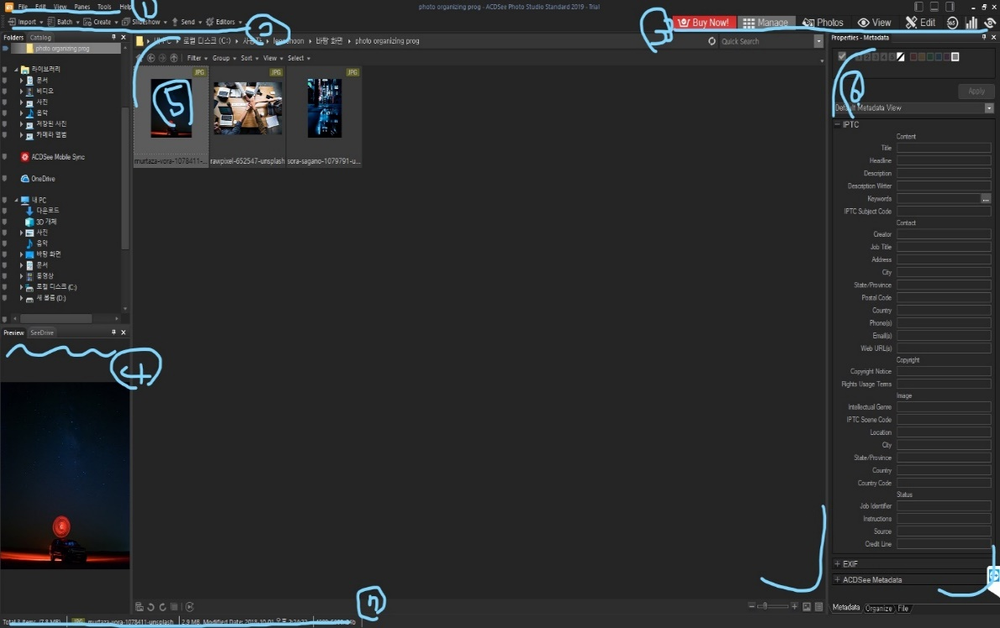 photo organizing prog - ACDSee Photo Studio Standard 2019 - Trial
File Edit View Panes Tools Help
1
Import Batch Create Slideshow Send Editors
2
3
Buy Now! Manage Photos View Edit 365
Folders Catalog
photo organizing prog
라이브러리
문서
비디오
사진
음악
저장된 사진
카메라 앨범
ACDSee Mobile Sync
OneDrive
내 PC
다운로드
3D 개체
사진
음악
바탕 화면
문서
동영상
로컬 디스크 (C:)
새 볼륨 (D:)
Preview SeeDrive
4
내 PC 로컬 디스크 (C:) 바탕 화면 photo organizing prog
Quick Search
Filter Group Sort View Select
JPG JPG JPG
5
murtaza-vora-1078411-... rawpixel-652547-unsplash sora-sagano-1079791-u...
Properties - Metadata
6
Apply
Default Metadata View
IPTC
Content
Title
Headline
Description
Description Writer
Keywords ...
IPTC Subject Code
Contact
Creator
Job Title
Address
City
State/Province
Postal Code
Country
Phone(s)
Email(s)
Web URL(s)
Copyright
Copyright Notice
Rights Usage Terms
Image
Intellectual Genre
IPTC Scene Code
Location
City
State/Province
Country
Country Code
Status
Job Identifier
Instructions
Source
Credit Line
EXIF
ACDSee Metadata
Metadata Organize File
7
Total 3 items (7.8 MB) JPG murtaza-vora-1078411-unsplash 2.9 MB, Modified Date: 2018-10-01 오후